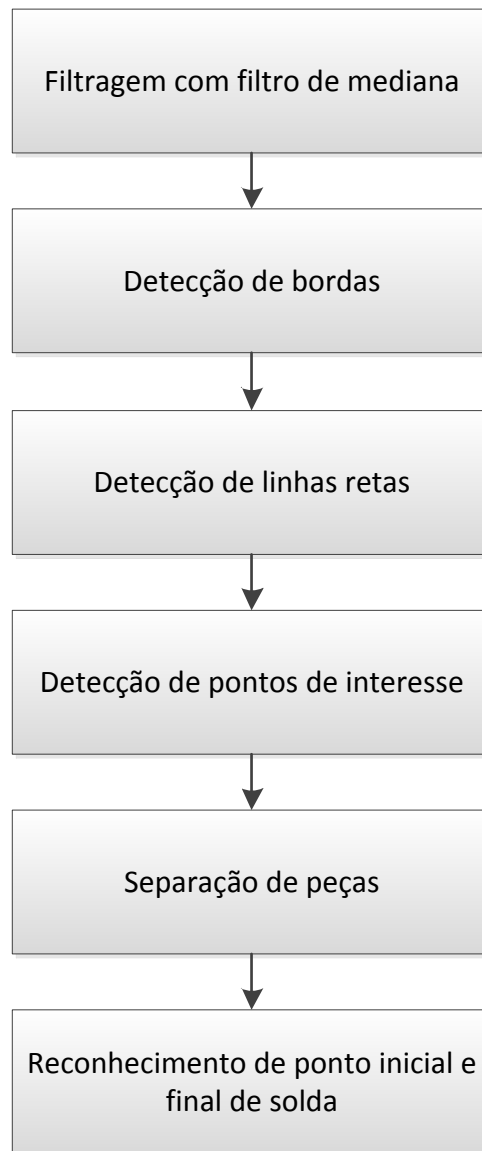 Filtragem com filtro de mediana
Detecção de bordas
Detecção de linhas retas
Detecção de pontos de interesse
Separação de peças
Reconhecimento de ponto inicial e
final de solda